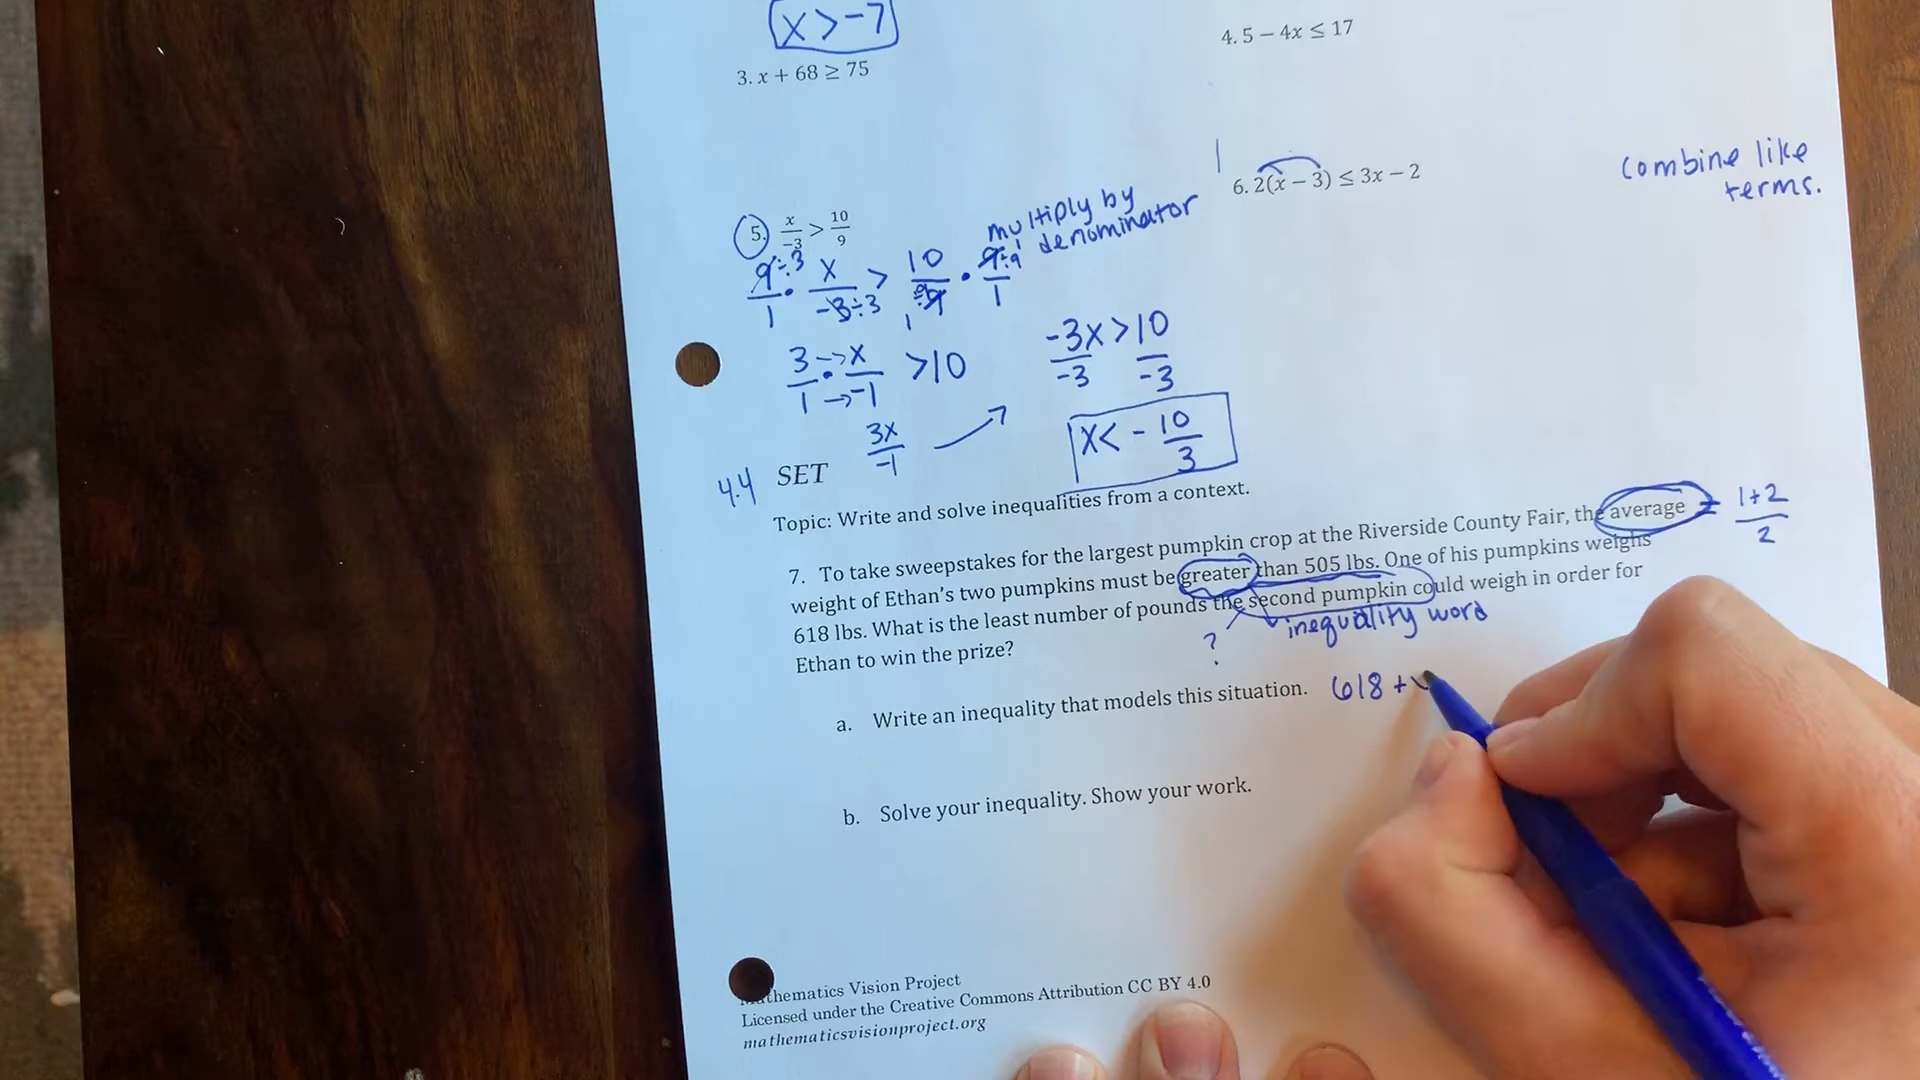 x > -7
4. 5 − 4x ≤ 17
3. x + 68 ≥ 75
combine like
terms.
6. 2(x − 3) ≤ 3x − 2
multiply by
denominator
5. x/-3 > 10/9
9÷3/1 · x/-3÷3 > 10/9 · 9÷9/1
1
1
3/1 · x/-1 > 10
-3x/-3 > 10/-3
3x/-1
x < - 10/3
4.4 SET
Topic: Write and solve inequalities from a context.
7. To take sweepstakes for the largest pumpkin crop at the Riverside County Fair, the average = 1+2/2
weight of Ethan's two pumpkins must be greater than 505 lbs. One of his pumpkins weighs
618 lbs. What is the least number of pounds the second pumpkin could weigh in order for
Ethan to win the prize?
? inequality word
a. Write an inequality that models this situation. 618 +
b. Solve your inequality. Show your work.
Mathematics Vision Project
Licensed under the Creative Commons Attribution CC BY 4.0
mathematicsvisionproject.org